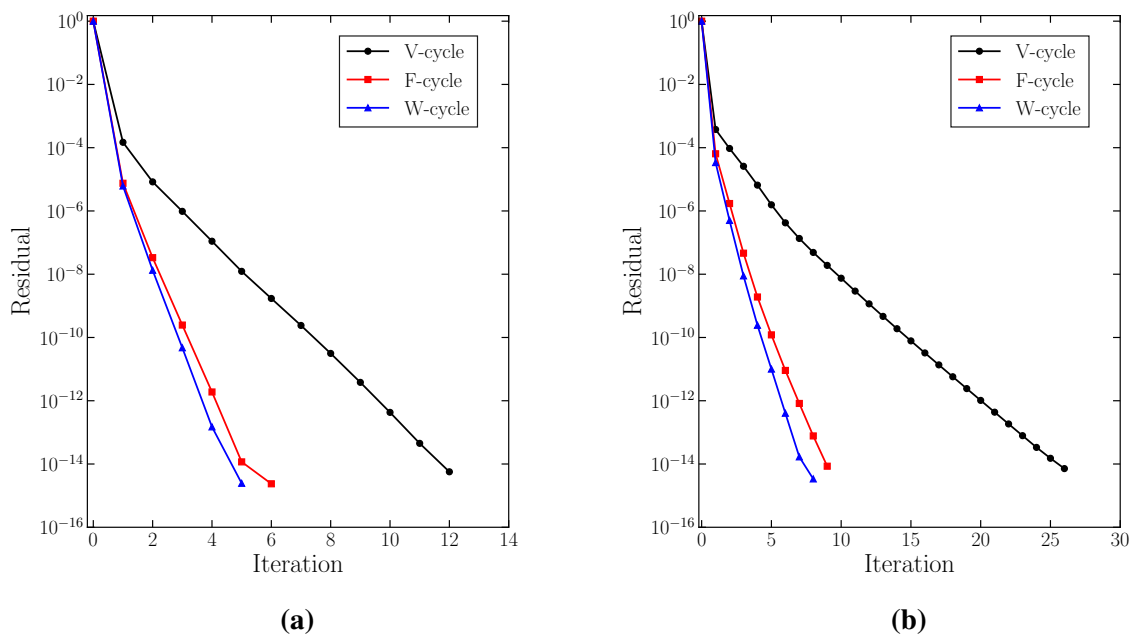 10^0
10^-2
10^-4
10^-6
10^-8
10^-10
10^-12
10^-14
10^-16
Residual
0 2 4 6 8 10 12 14
Iteration
V-cycle
F-cycle
W-cycle
(a)
10^0
10^-2
10^-4
10^-6
10^-8
10^-10
10^-12
10^-14
10^-16
Residual
0 5 10 15 20 25 30
Iteration
V-cycle
F-cycle
W-cycle
(b)